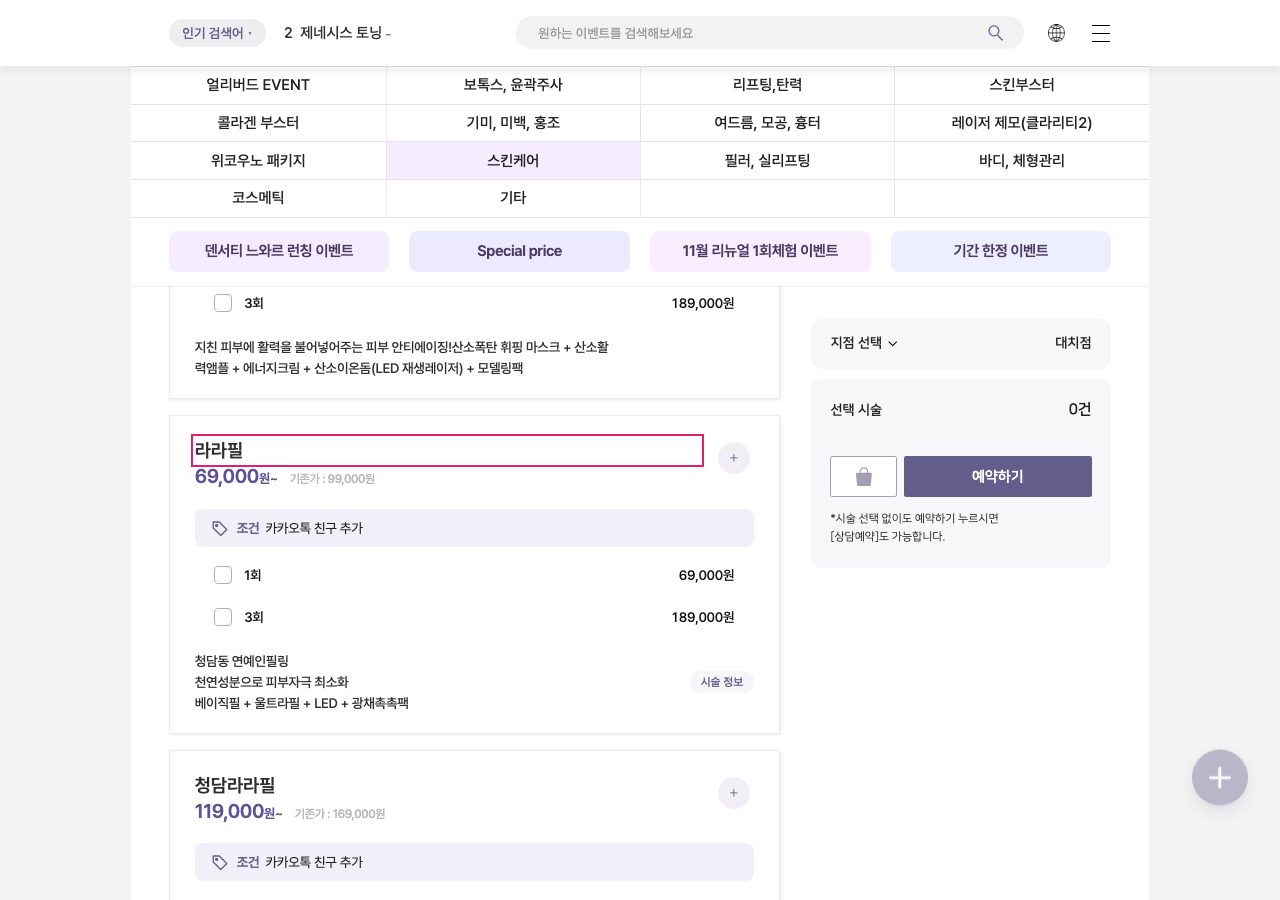 인기 검색어
2 제네시스 토닝
원하는 이벤트를 검색해보세요
얼리버드 EVENT
보톡스, 윤곽주사
리프팅,탄력
스킨부스터
콜라겐 부스터
기미, 미백, 홍조
여드름, 모공, 흉터
레이저 제모(클라리티2)
위코우노 패키지
스킨케어
필러, 실리프팅
바디, 체형관리
코스메틱
기타
덴서티 느와르 런칭 이벤트
Special price
11월 리뉴얼 1회체험 이벤트
기간 한정 이벤트
3회
189,000원
지친 피부에 활력을 불어넣어주는 피부 안티에이징!산소폭탄 휘핑 마스크 + 산소활
력앰플 + 에너지크림 + 산소이온돔(LED 재생레이저) + 모델링팩
지점 선택
대치점
선택 시술
0건
예약하기
*시술 선택 없이도 예약하기 누르시면
[상담예약]도 가능합니다.
라라필
69,000원~ 기존가 : 99,000원
조건 카카오톡 친구 추가
1회
69,000원
3회
189,000원
청담동 연예인필링
천연성분으로 피부자극 최소화
베이직필 + 울트라필 + LED + 광채촉촉팩
시술 정보
청담라라필
119,000원~ 기존가 : 169,000원
조건 카카오톡 친구 추가